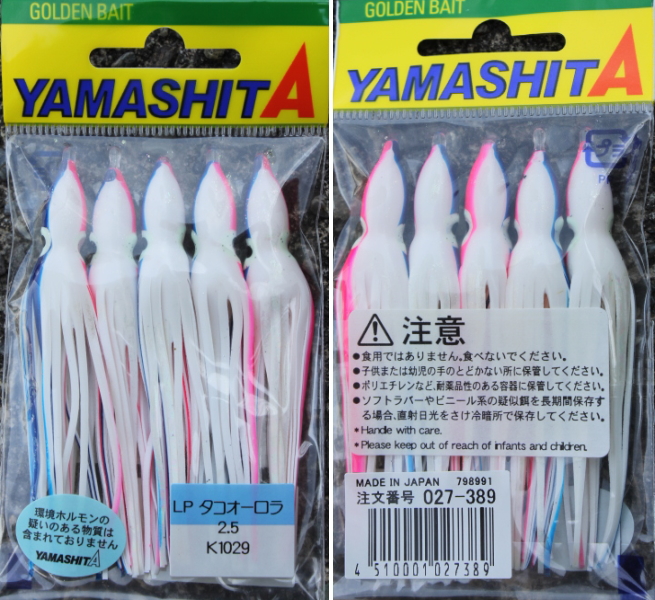 GOLDEN BAIT
YAMASHITA
環境ホルモンの
疑いのある物質は
含まれておりません
YAMASHITA
LP タコオーロラ
2.5
K1029
GOLDEN BAIT
YAMASHITA
プラ
注意
●食用ではありません。食べないでください。
●子供または幼児の手のとどかない所に保管してください。
●ポリエチレンなど、耐薬品性のある容器に保管してください。
●ソフトラバーやビニール系の疑似餌を長期間保存す
る場合、直射日光をさけ冷暗所で保存してください。
*Handle with care.
*Please keep out of reach of infants and children.
MADE IN JAPAN 798991
注文番号 027-389
4 510001 027389